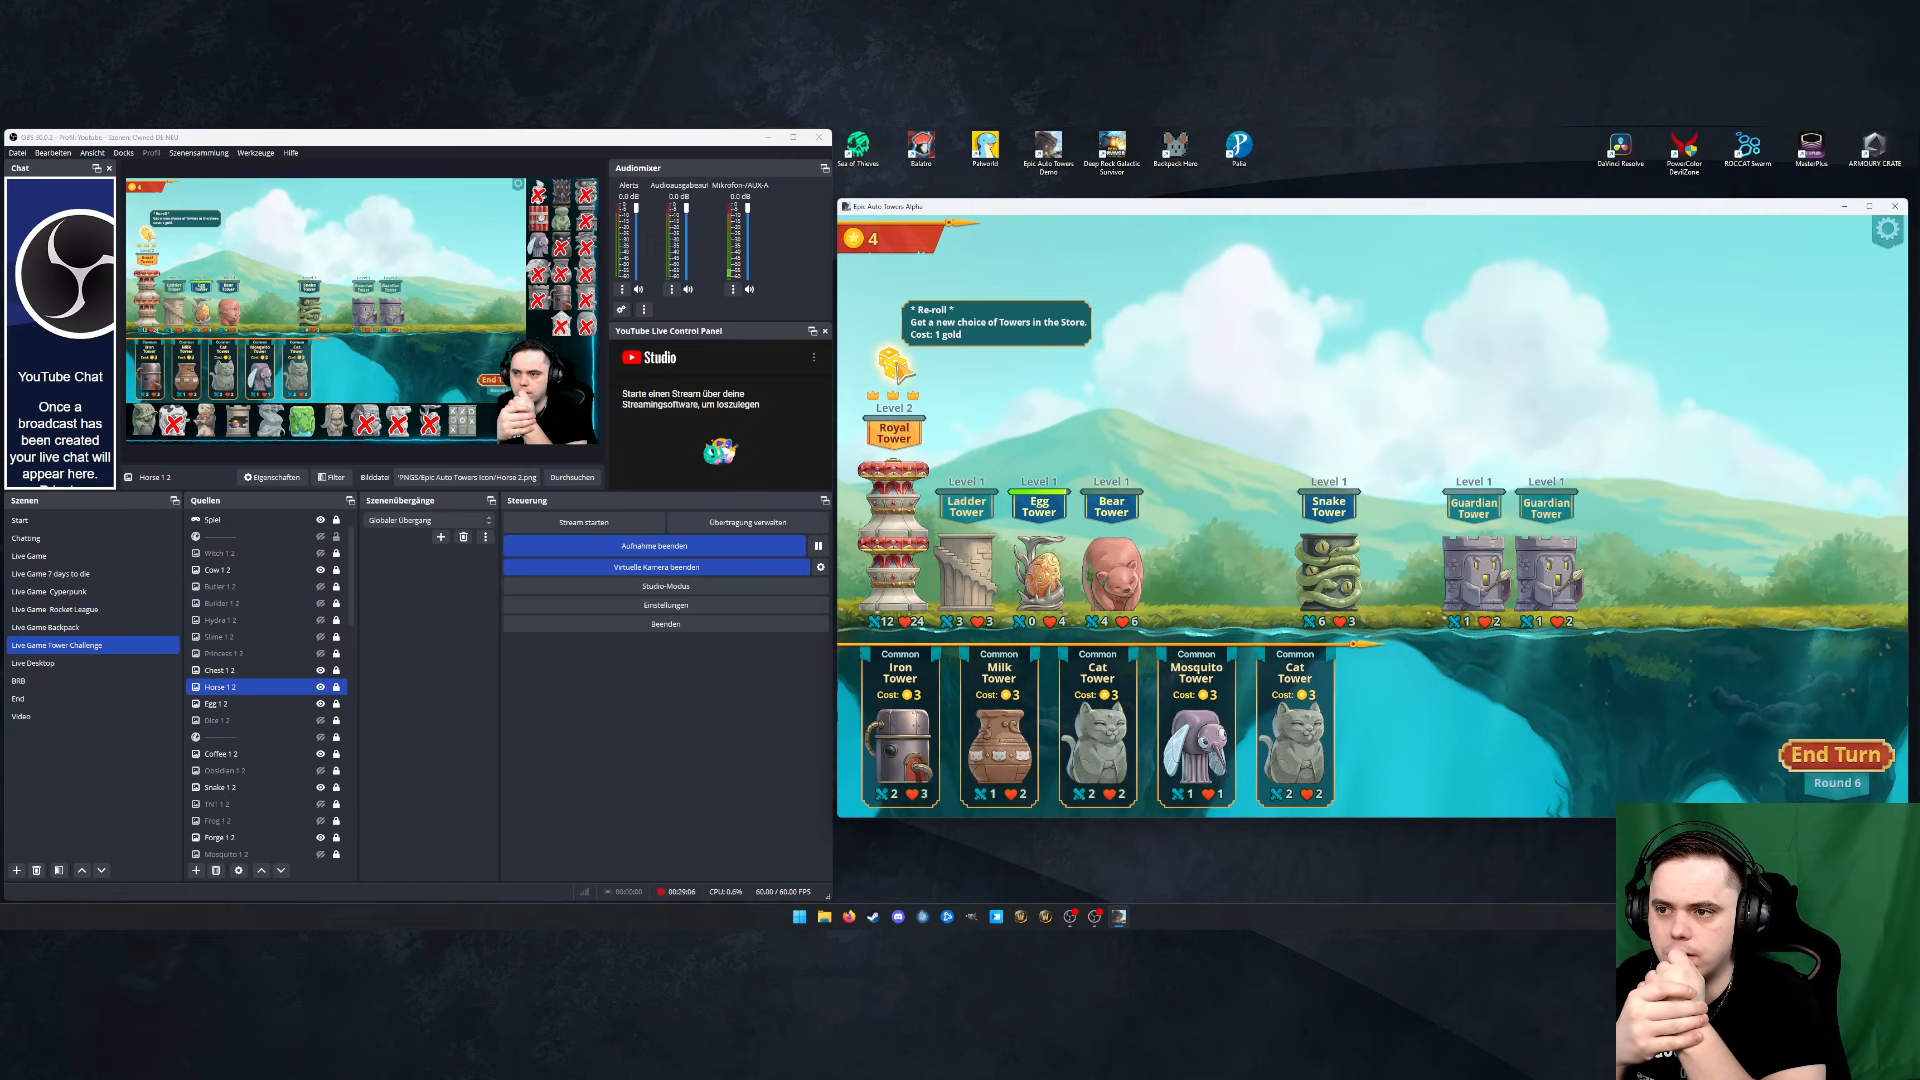 OBS 30.0.2 - Profil: Youtube - Szenen: Owned DE NEU
Datei Bearbeiten Ansicht Docks Profil Szenensammlung Werkzeuge Hilfe
Chat
YouTube Chat
Once a
broadcast has
been created
your live chat will
appear here.
Horse 1 2
Eigenschaften
Filter
Bilddatei
'PNGS/Epic Auto Towers Icon/Horse 2.png
Durchsuchen
Audiomixer
Alerts
0.0 dB
Audioausgabeauf
0.0 dB
Mikrofon-/AUX-A
0.0 dB
YouTube Live Control Panel
Studio
Starte einen Stream über deine
Streamingsoftware, um loszulegen
Szenen
Start
Chatting
Live Game
Live Game 7 days to die
Live Game Cyperpunk
Live Game Rocket League
Live Game Backpack
Live Game Tower Challenge
Live Desktop
BRB
End
Video
Quellen
Spiel
Witch 1 2
Cow 1 2
Butler 1 2
Builder 1 2
Hydra 1 2
Slime 1 2
Princess 1 2
Chest 1 2
Horse 1 2
Egg 1 2
Dice 1 2
Coffee 1 2
Obsidian 1 2
Snake 1 2
TNT 1 2
Frog 1 2
Forge 1 2
Mosquito 1 2
Szenenübergänge
Globaler Übergang
Steuerung
Stream starten
Übertragung verwalten
Aufnahme beenden
Virtuelle Kamera beenden
Studio-Modus
Einstellungen
Beenden
00:00:00
00:29:06
CPU: 0.6%
60.00 / 60.00 FPS
Sea of Thieves
Balatro
Palworld
Epic Auto Towers
Demo
Deep Rock Galactic
Survivor
Backpack Hero
Palia
DaVinci Resolve
PowerColor
DevilZone
ROCCAT Swarm
MasterPlus
ARMOURY CRATE
Epic Auto Towers Alpha
4
* Re-roll *
Get a new choice of Towers in the Store.
Cost: 1 gold
Level 2
Royal
Tower
12 24
Level 1
Ladder
Tower
3 3
Level 1
Egg
Tower
0 4
Level 1
Bear
Tower
4 6
Level 1
Snake
Tower
6 3
Level 1
Guardian
Tower
1 2
Level 1
Guardian
Tower
1 2
Common
Iron
Tower
Cost: 3
2 3
Common
Milk
Tower
Cost: 3
1 2
Common
Cat
Tower
Cost: 3
2 2
Common
Mosquito
Tower
Cost: 3
1 1
Common
Cat
Tower
Cost: 3
2 2
End Turn
Round 6